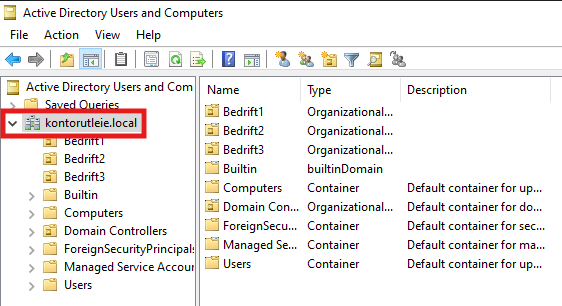 Active Directory Users and Computers
File Action View Help
Active Directory Users and Com
Saved Queries
kontorutleie.local
Bedrift1
Bedrift2
Bedrift3
Builtin
Computers
Domain Controllers
ForeignSecurityPrincipals
Managed Service Accour
Users
Name Type Description
Bedrift1 Organizational...
Bedrift2 Organizational...
Bedrift3 Organizational...
Builtin builtinDomain
Computers Container Default container for up...
Domain Con... Organizational... Default container for do...
ForeignSecu... Container Default container for sec...
Managed Se... Container Default container for ma...
Users Container Default container for up...